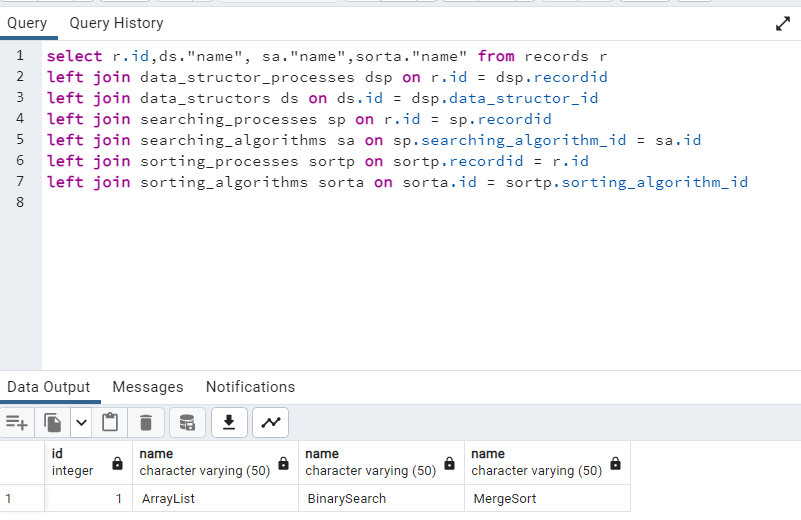 Query Query History
1 select r.id,ds."name", sa."name",sorta."name" from records r
2 left join data_structor_processes dsp on r.id = dsp.recordid
3 left join data_structors ds on ds.id = dsp.data_structor_id
4 left join searching_processes sp on r.id = sp.recordid
5 left join searching_algorithms sa on sp.searching_algorithm_id = sa.id
6 left join sorting_processes sortp on sortp.recordid = r.id
7 left join sorting_algorithms sorta on sorta.id = sortp.sorting_algorithm_id
8
Data Output Messages Notifications
id name name name
integer character varying (50) character varying (50) character varying (50)
1 1 ArrayList BinarySearch MergeSort